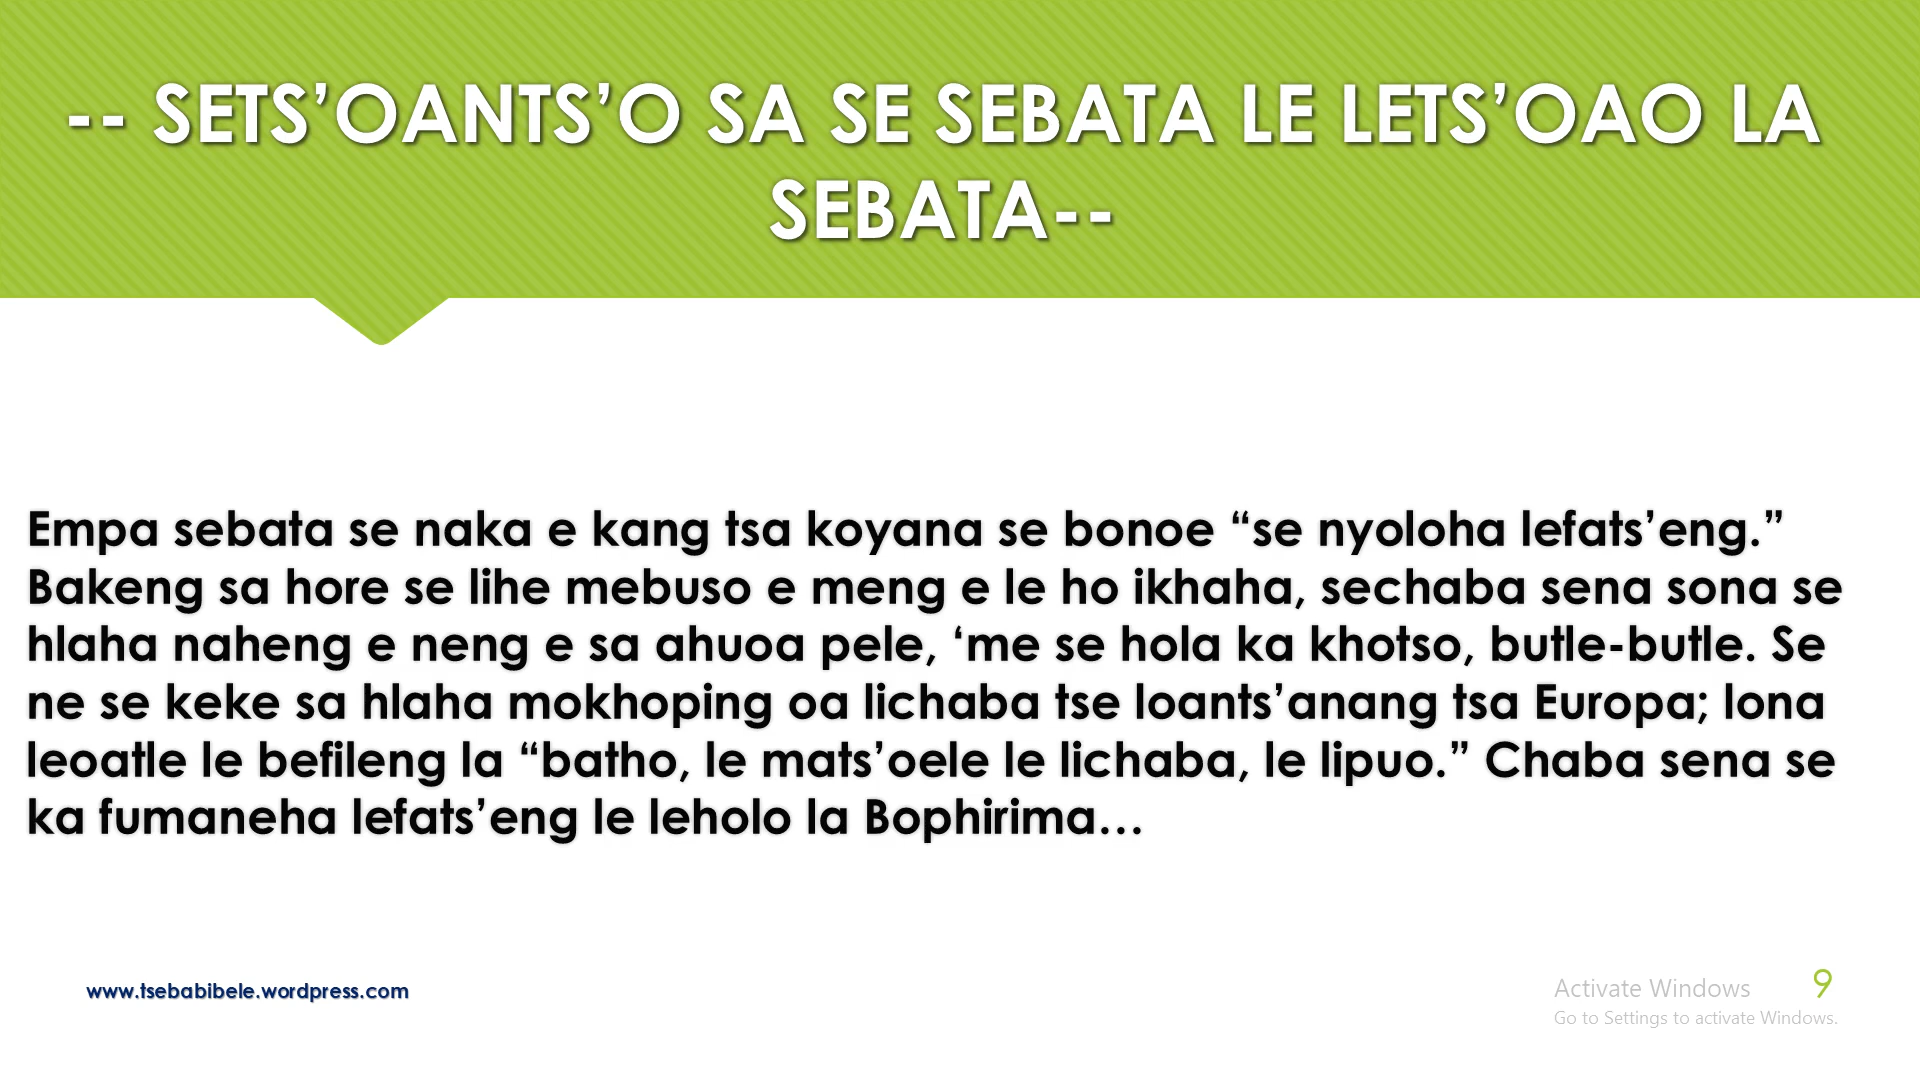 -- SETS’OANTS’O SA SE SEBATA LE LETS’OAO LA
SEBATA--
Empa sebata se naka e kang tsa koyana se bonoe “se nyoloha lefats’eng.”
Bakeng sa hore se lihe mebuso e meng e le ho ikhaha, sechaba sena sona se
hlaha naheng e neng e sa ahuoa pele, ‘me se hola ka khotso, butle-butle. Se
ne se keke sa hlaha mokhoping oa lichaba tse loants’anang tsa Europa; lona
leoatle le befileng la “batho, le mats’oele le lichaba, le lipuo.” Chaba sena se
ka fumaneha lefats’eng le leholo la Bophirima…
www.tsebabibele.wordpress.com
Activate Windows
9
Go to Settings to activate Windows.